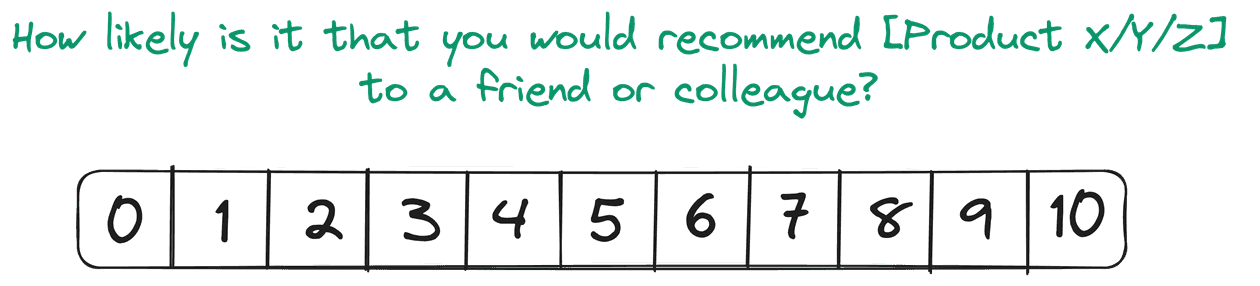 How likely is it that you would recommend [Product X/Y/Z]
to a friend or colleague?
0 1 2 3 4 5 6 7 8 9 10